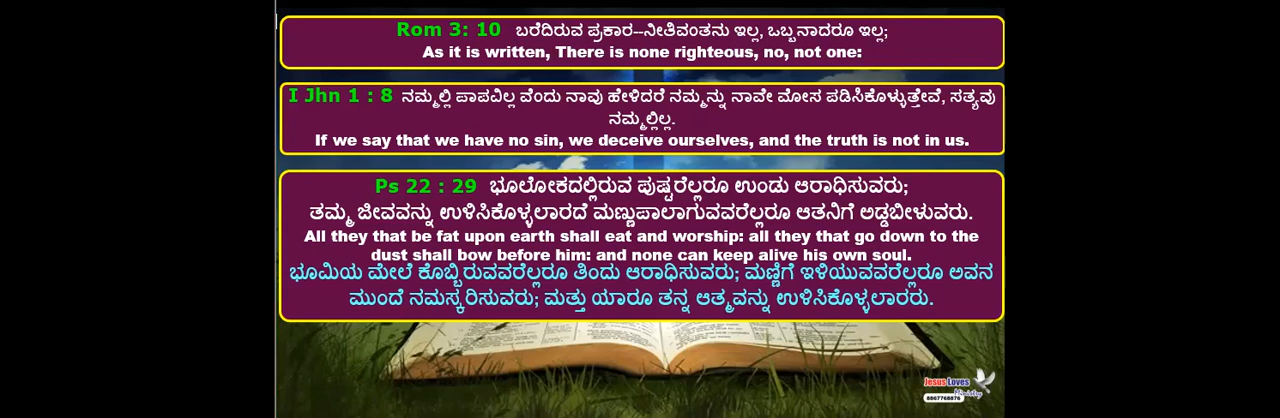 Rom 3: 10 ಬರೆದಿರುವ ಪ್ರಕಾರ--ನೀತಿವಂತನು ಇಲ್ಲ, ಒಬ್ಬನಾದರೂ ಇಲ್ಲ;
As it is written, There is none righteous, no, not one:
I Jhn 1 : 8 ನಮ್ಮಲ್ಲಿ ಪಾಪವಿಲ್ಲ ವೆಂದು ನಾವು ಹೇಳಿದರೆ ನಮ್ಮನ್ನು ನಾವೇ ಮೋಸ ಪಡಿಸಿಕೊಳ್ಳುತ್ತೇವೆ, ಸತ್ಯವು
ನಮ್ಮಲ್ಲಿಲ್ಲ.
If we say that we have no sin, we deceive ourselves, and the truth is not in us.
Ps 22 : 29 ಭೂಲೋಕದಲ್ಲಿರುವ ಪುಷ್ಟರೆಲ್ಲರೂ ಉಂಡು ಆರಾಧಿಸುವರು;
ತಮ್ಮ ಜೀವವನ್ನು ಉಳಿಸಿಕೊಳ್ಳಲಾರದೆ ಮಣ್ಣುಪಾಲಾಗುವವರೆಲ್ಲರೂ ಆತನಿಗೆ ಅಡ್ಡಬೀಳುವರು.
All they that be fat upon earth shall eat and worship: all they that go down to the
dust shall bow before him: and none can keep alive his own soul.
ಭೂಮಿಯ ಮೇಲೆ ಕೊಬ್ಬಿರುವವರೆಲ್ಲರೂ ತಿಂದು ಆರಾಧಿಸುವರು; ಮಣ್ಣಿಗೆ ಇಳಿಯುವವರೆಲ್ಲರೂ ಅವನ
ಮುಂದೆ ನಮಸ್ಕರಿಸುವರು; ಮತ್ತು ಯಾರೂ ತನ್ನ ಆತ್ಮವನ್ನು ಉಳಿಸಿಕೊಳ್ಳಲಾರರು.
Jesus Loves
Ministry
8867768876